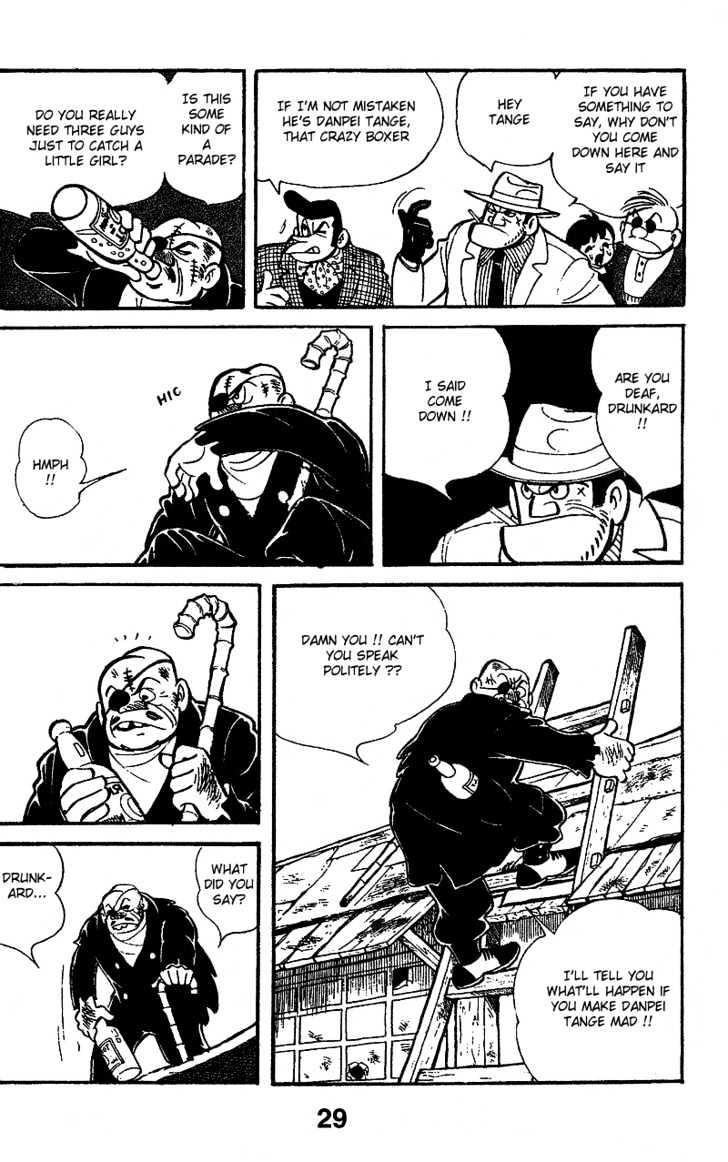 DO YOU REALLY
NEED THREE GUYS
JUST TO CATCH A
LITTLE GIRL?
IS THIS
SOME
KIND OF
A
PARADE?
IF I'M NOT MISTAKEN
HE'S DANPEI TANGE,
THAT CRAZY BOXER
HEY
TANGE
IF YOU HAVE
SOMETHING TO
SAY, WHY DON'T
YOU COME
DOWN HERE AND
SAY IT
HMPH
!!
HIC
I SAID
COME
DOWN !!
ARE YOU
DEAF,
DRUNKARD
!!
DRUNK-
ARD...
WHAT
DID YOU
SAY?
DAMN YOU !! CAN'T
YOU SPEAK
POLITELY ??
I'LL TELL YOU
WHAT'LL HAPPEN IF
YOU MAKE DANPEI
TANGE MAD !!
29